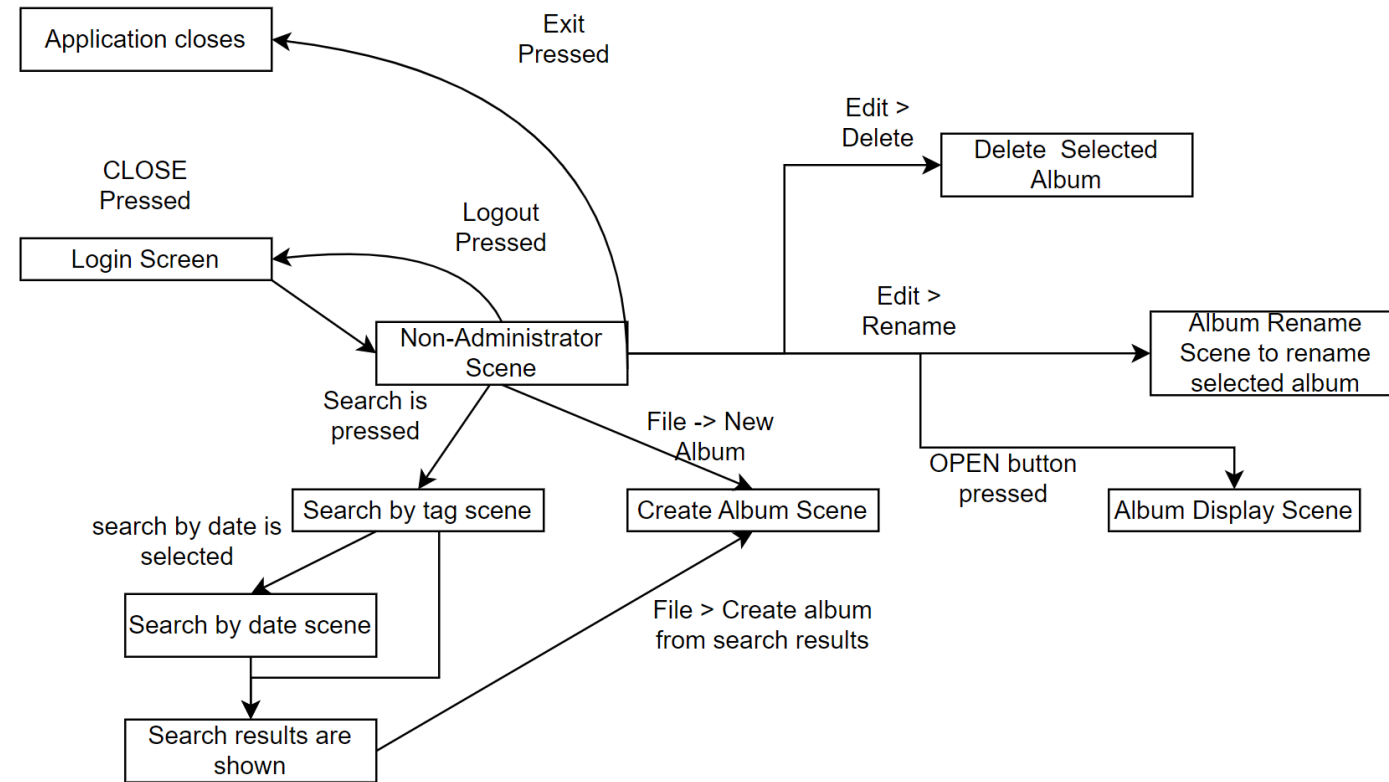 Application closes
Exit
Pressed
Edit >
Delete
Delete  Selected
Album
CLOSE
Pressed
Login Screen
Logout
Pressed
Non-Administrator
Scene
Edit >
Rename
Album Rename
Scene to rename
selected album
Search is
pressed
File -> New
Album
OPEN button
pressed
Search by tag scene
Create Album Scene
Album Display Scene
search by date is
selected
Search by date scene
File > Create album
from search results
Search results are
shown